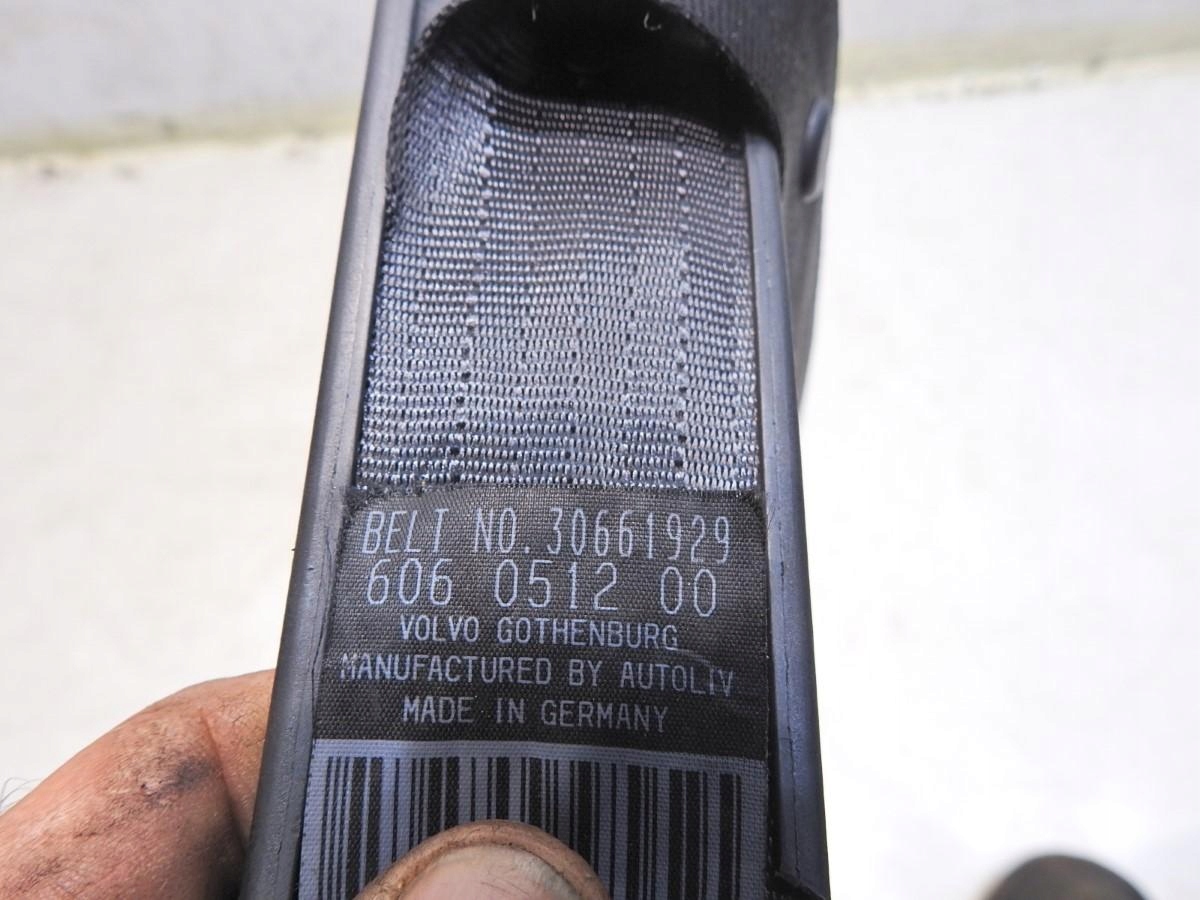 BELT NO.30661929
606 0512 00
VOLVO GOTHENBURG
MANUFACTURED BY AUTOLIV
MADE IN GERMANY